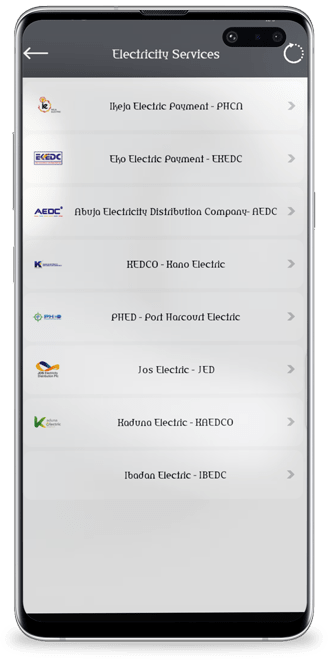 Electricity Services
Ikeja Electric Payment - PHCN
EKEDC
Eko Electric Payment - EKEDC
AEDC
Abuja Electricity Distribution Company- AEDC
KEDCO - Kano Electric
PHED - Port Harcourt Electric
Jos Electric - JED
Kaduna Electric - KAEDCO
Ibadan Electric - IBEDC